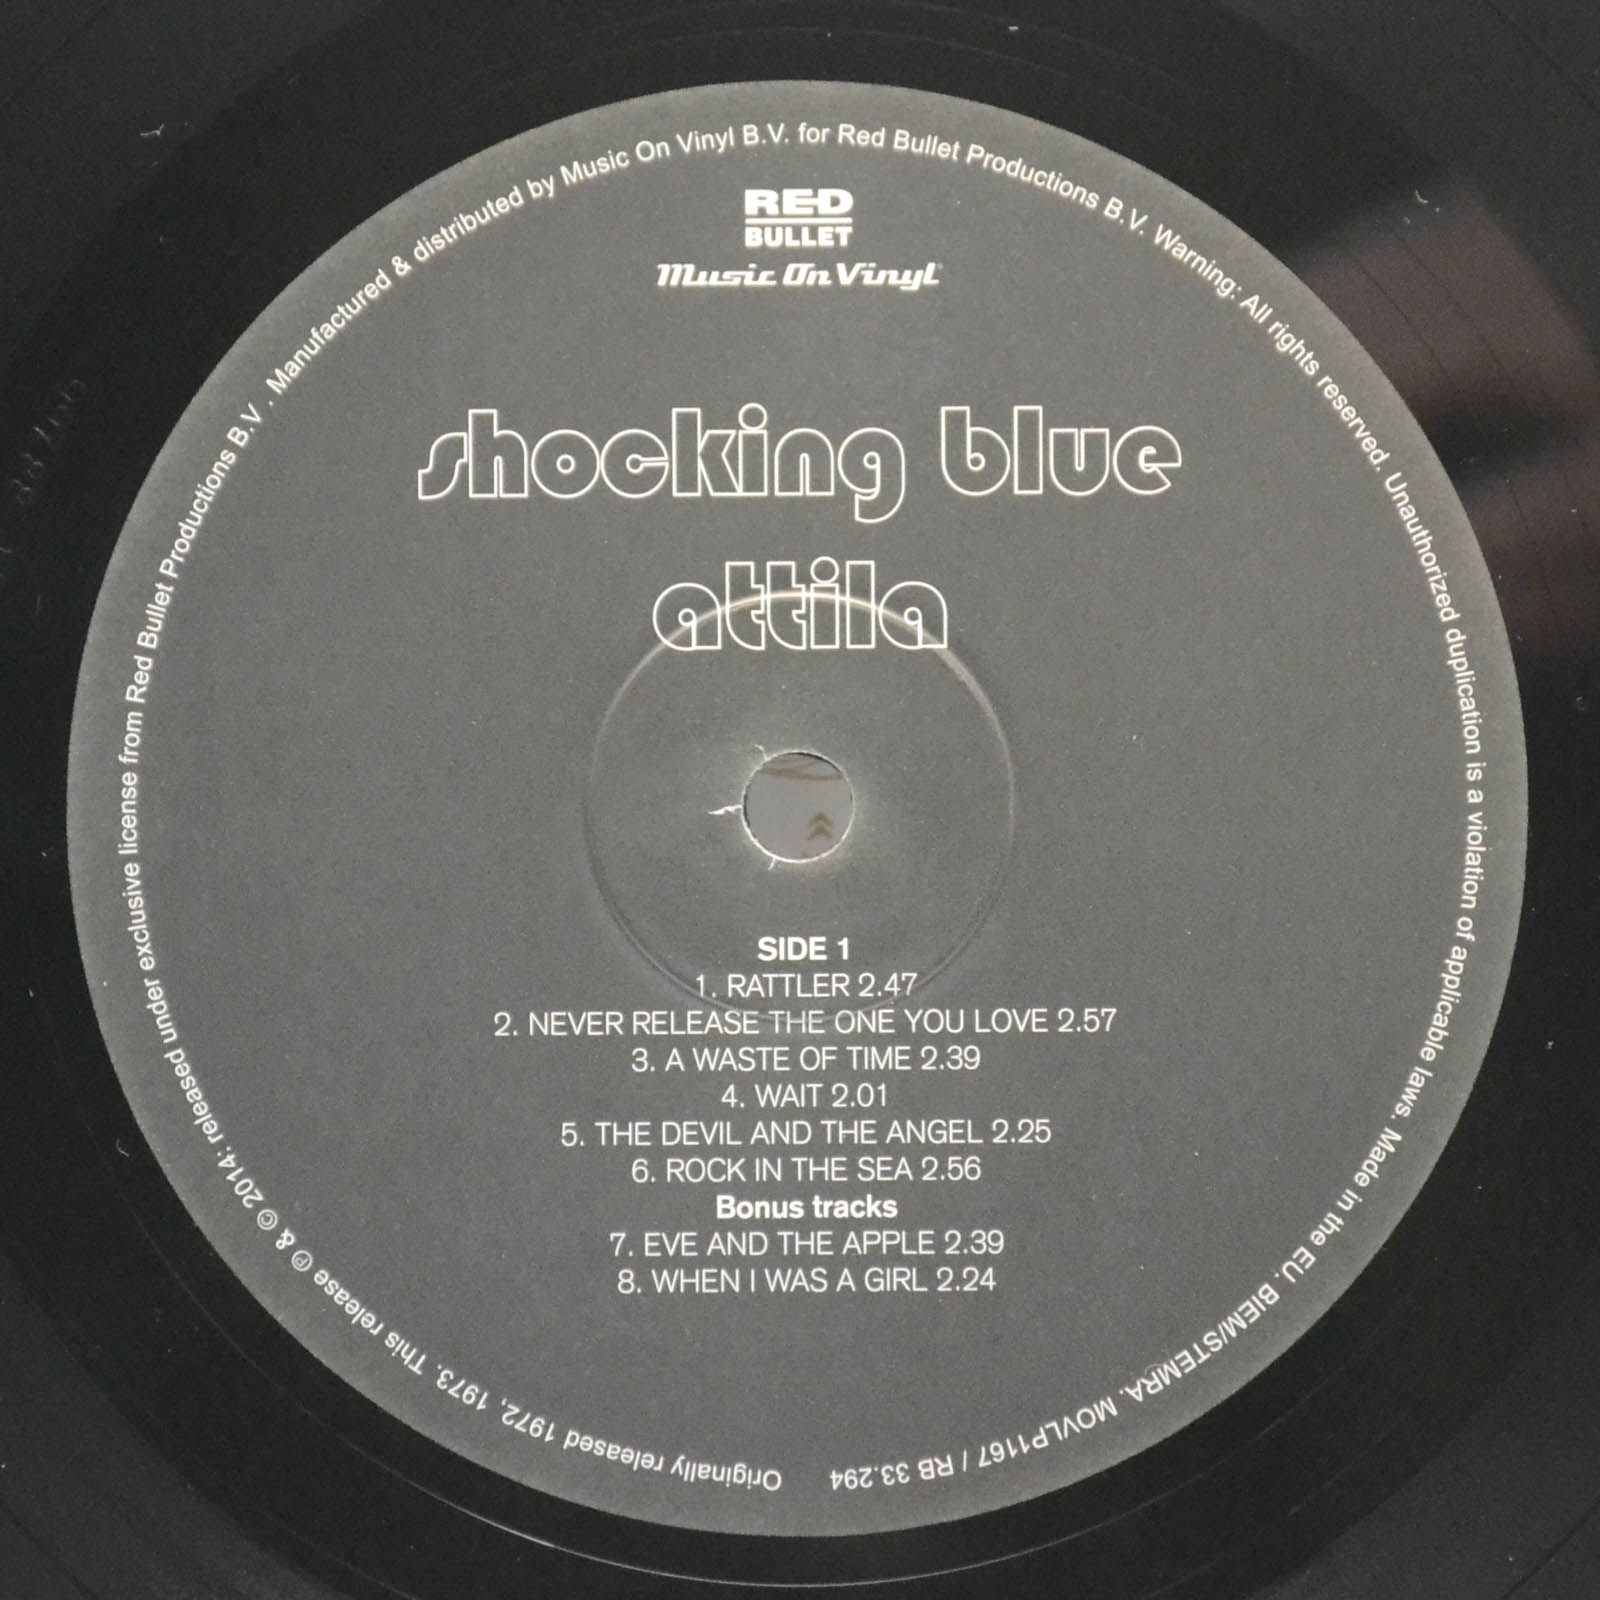 Originally released 1972, 1973. This release ℗ & © 2014: released under exclusive license from Red Bullet Productions B.V . Manufactured & distributed by Music On Vinyl B.V. for Red Bullet Productions B.V. Warning: All rights reserved. Unauthorized duplication is a violation of applicable laws. Made in the EU. BIEM/STEMRA. MOVLP1167 / RB 33.294
RED
BULLET
Music On Vinyl
shocking blue
attila
SIDE 1
1. RATTLER 2.47
2. NEVER RELEASE THE ONE YOU LOVE 2.57
3. A WASTE OF TIME 2.39
4. WAIT 2.01
5. THE DEVIL AND THE ANGEL 2.25
6. ROCK IN THE SEA 2.56
Bonus tracks
7. EVE AND THE APPLE 2.39
8. WHEN I WAS A GIRL 2.24